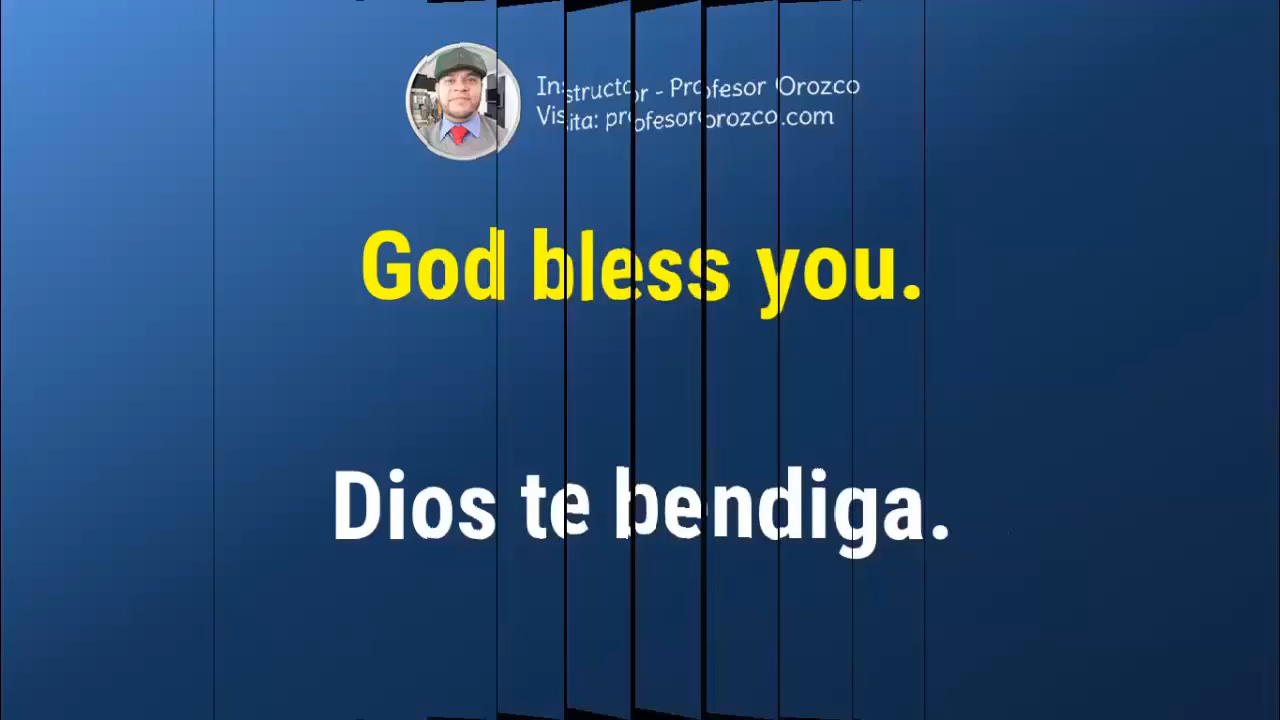 Instructor - Profesor Orozco
Visita: profesororozco.com
God bless you.
Dios te bendiga.